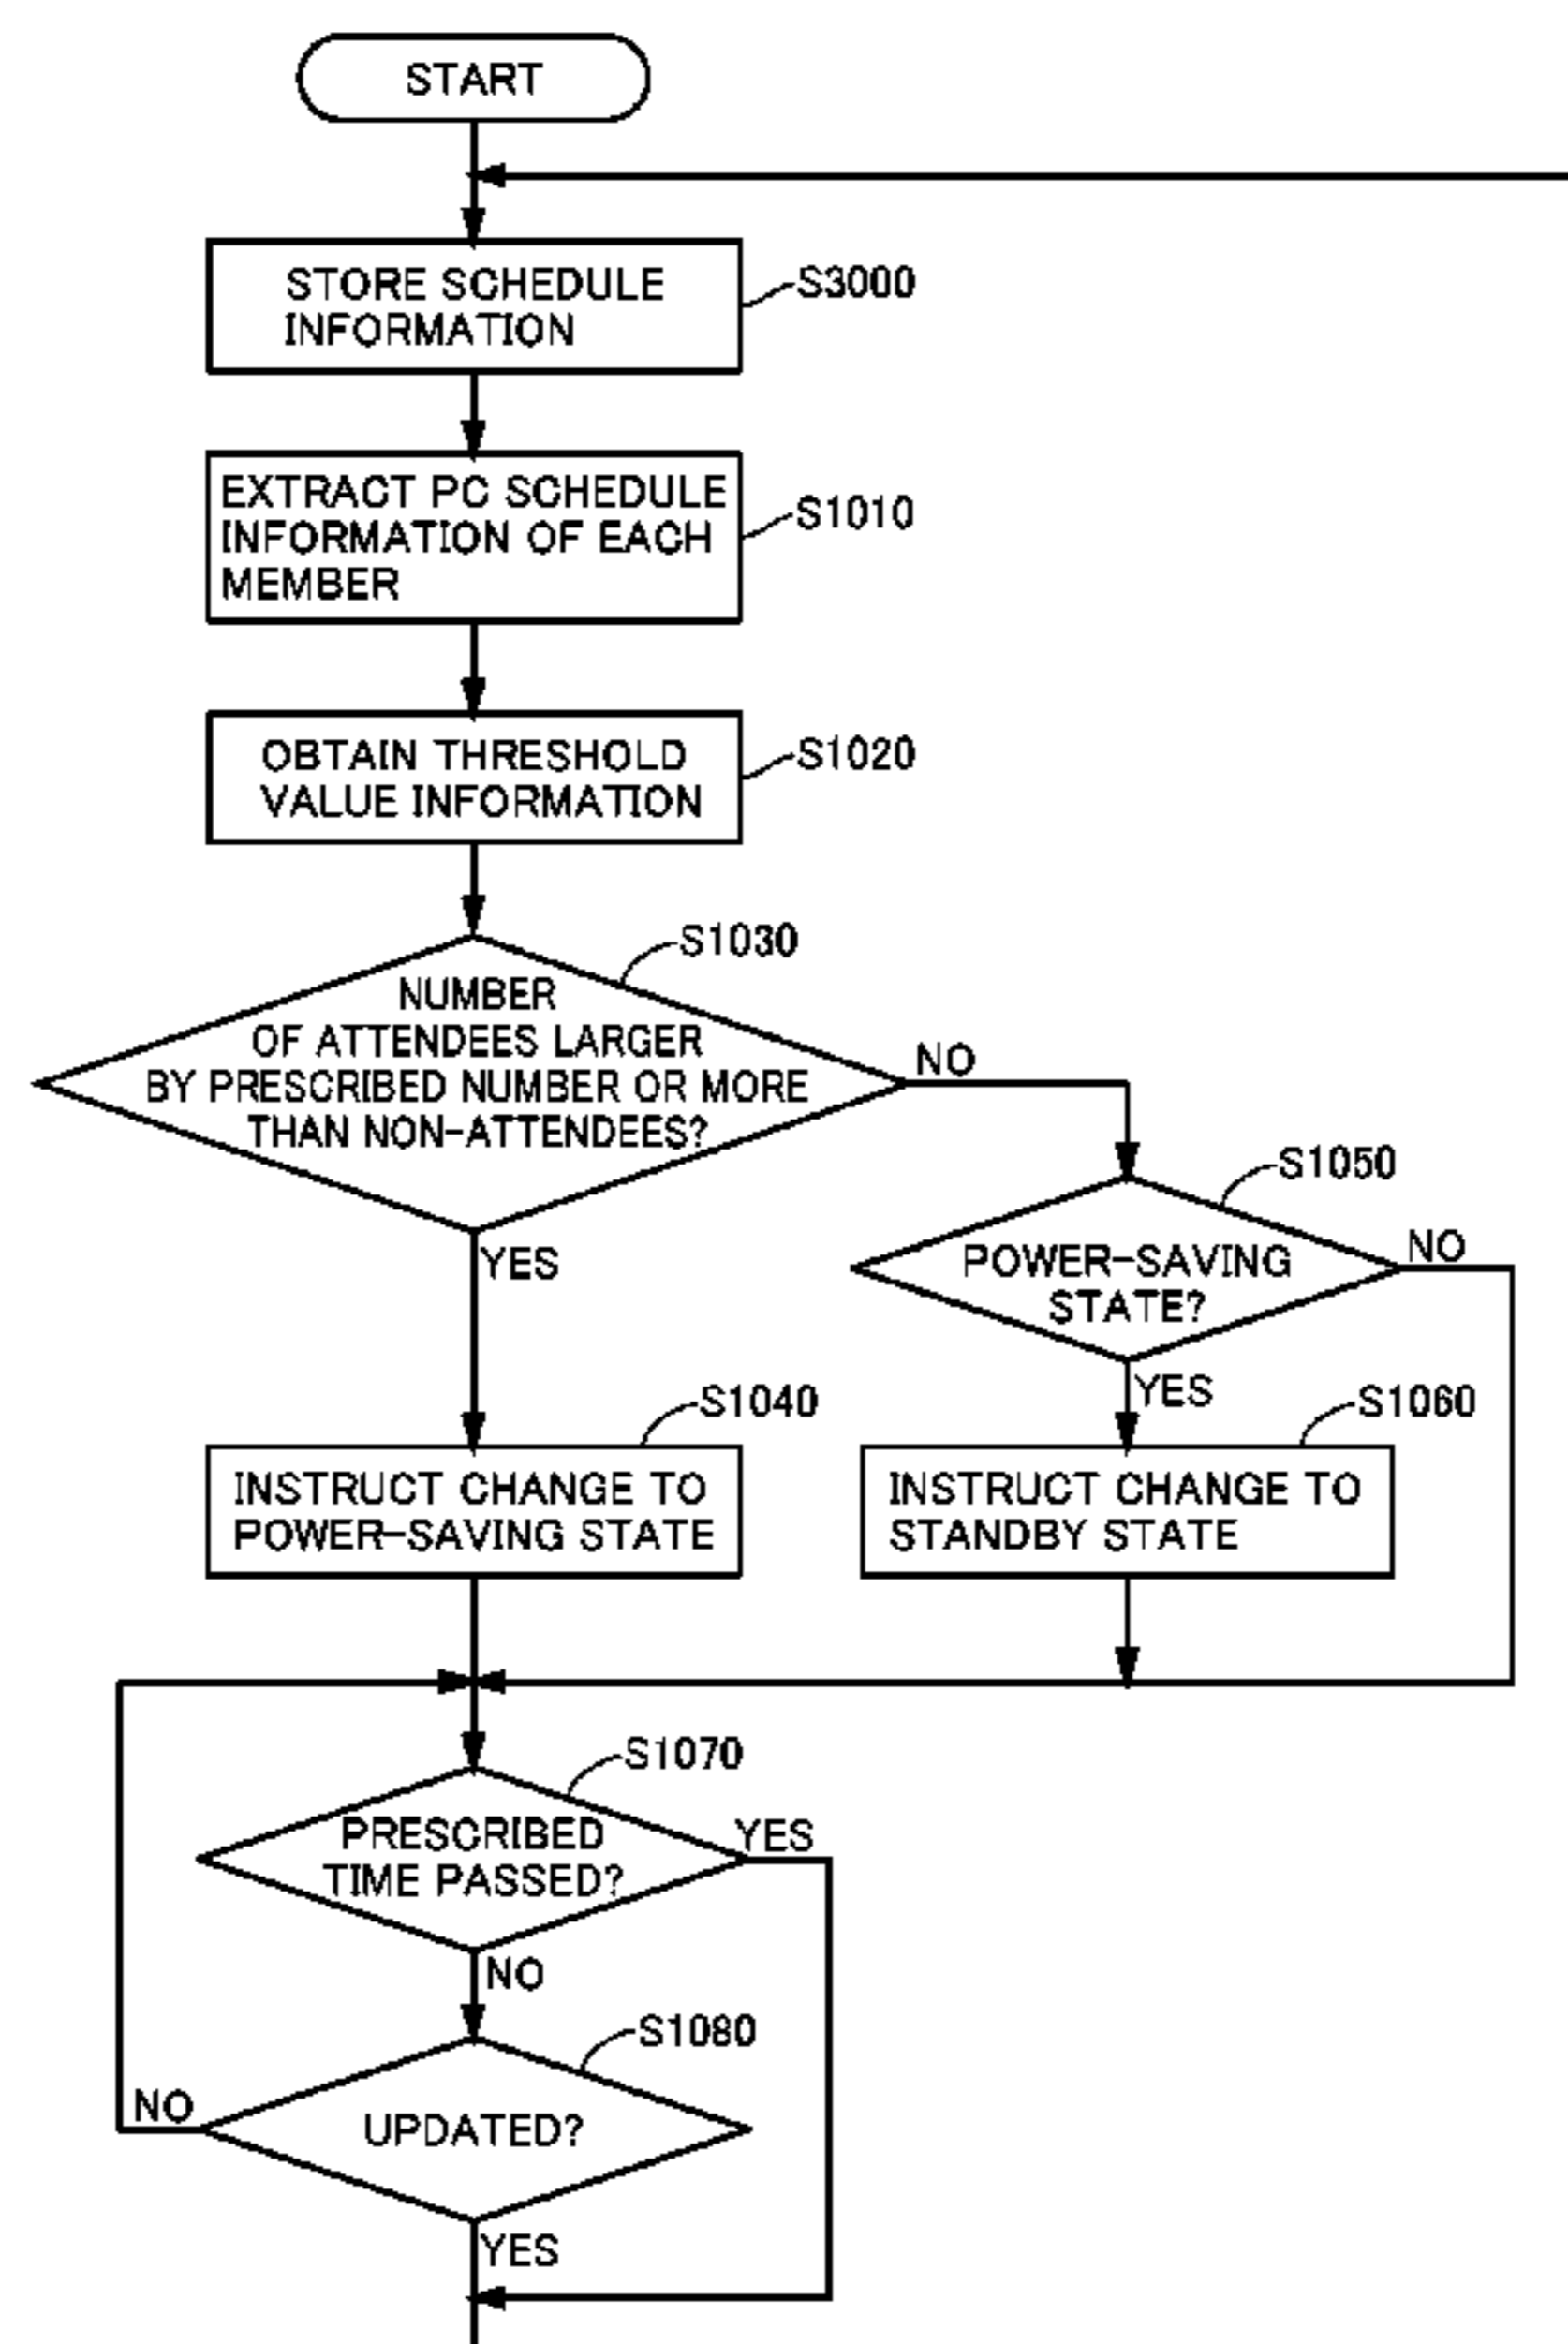 START
STORE SCHEDULE
INFORMATION
S3000
EXTRACT PC SCHEDULE
INFORMATION OF EACH
MEMBER
S1010
OBTAIN THRESHOLD
VALUE INFORMATION
S1020
S1030
NUMBER
OF ATTENDEES LARGER
BY PRESCRIBED NUMBER OR MORE
THAN NON-ATTENDEES?
NO
YES
S1050
POWER-SAVING
STATE?
NO
YES
S1040
INSTRUCT CHANGE TO
POWER-SAVING STATE
S1060
INSTRUCT CHANGE TO
STANDBY STATE
S1070
PRESCRIBED
TIME PASSED?
YES
NO
S1080
UPDATED?
NO
YES